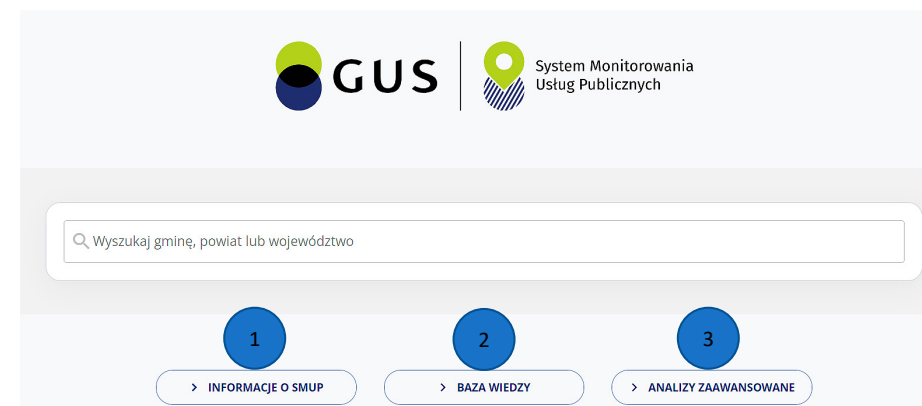 GUS
System Monitorowania
Usług Publicznych
Wyszukaj gminę, powiat lub województwo
1 2 3
INFORMACJE O SMUP BAZA WIEDZY ANALIZY ZAAWANSOWANE